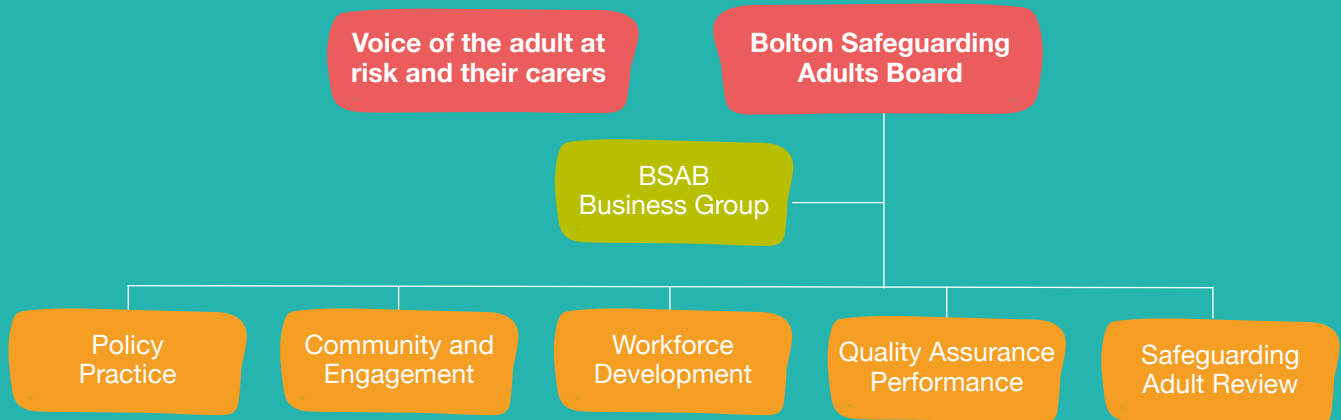 Voice of the adult at
risk and their carers
Bolton Safeguarding
Adults Board
BSAB
Business Group
Policy
Practice
Community and
Engagement
Workforce
Development
Quality Assurance
Performance
Safeguarding
Adult Review